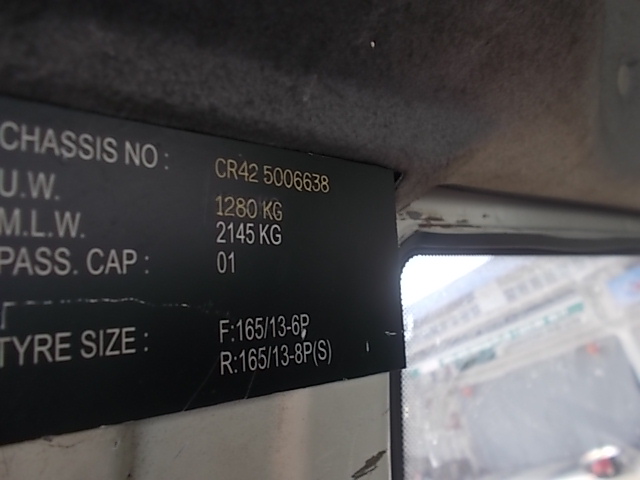 CHASSIS NO : CR42 5006638
U.W. 1280 KG
M.L.W. 2145 KG
PASS. CAP : 01
TYRE SIZE : F:165/13-6P
R:165/13-8P(S)